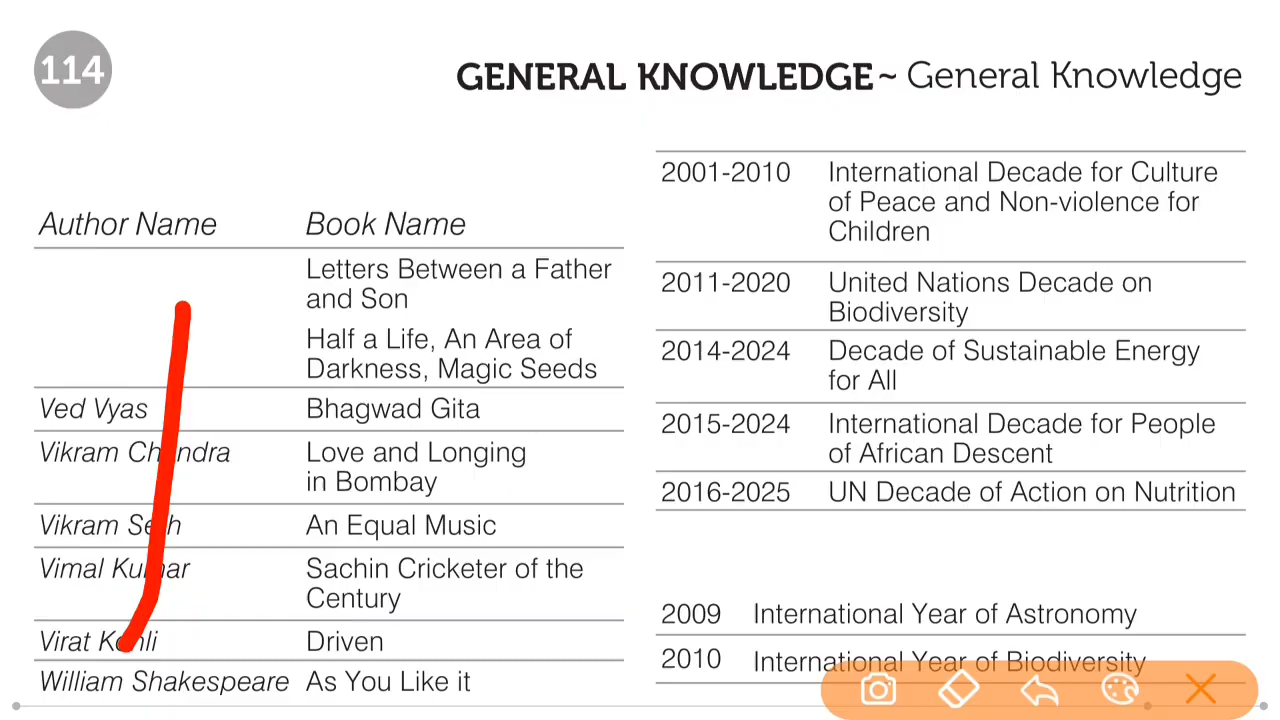 114
GENERAL KNOWLEDGE~ General Knowledge
Author Name Book Name
Letters Between a Father
and Son
Half a Life, An Area of
Darkness, Magic Seeds
Ved Vyas Bhagwad Gita
Vikram Chandra Love and Longing
in Bombay
Vikram Seth An Equal Music
Vimal Kumar Sachin Cricketer of the
Century
Virat Kohli Driven
William Shakespeare As You Like it
2001-2010 International Decade for Culture
of Peace and Non-violence for
Children
2011-2020 United Nations Decade on
Biodiversity
2014-2024 Decade of Sustainable Energy
for All
2015-2024 International Decade for People
of African Descent
2016-2025 UN Decade of Action on Nutrition
2009 International Year of Astronomy
2010 International Year of Biodiversity